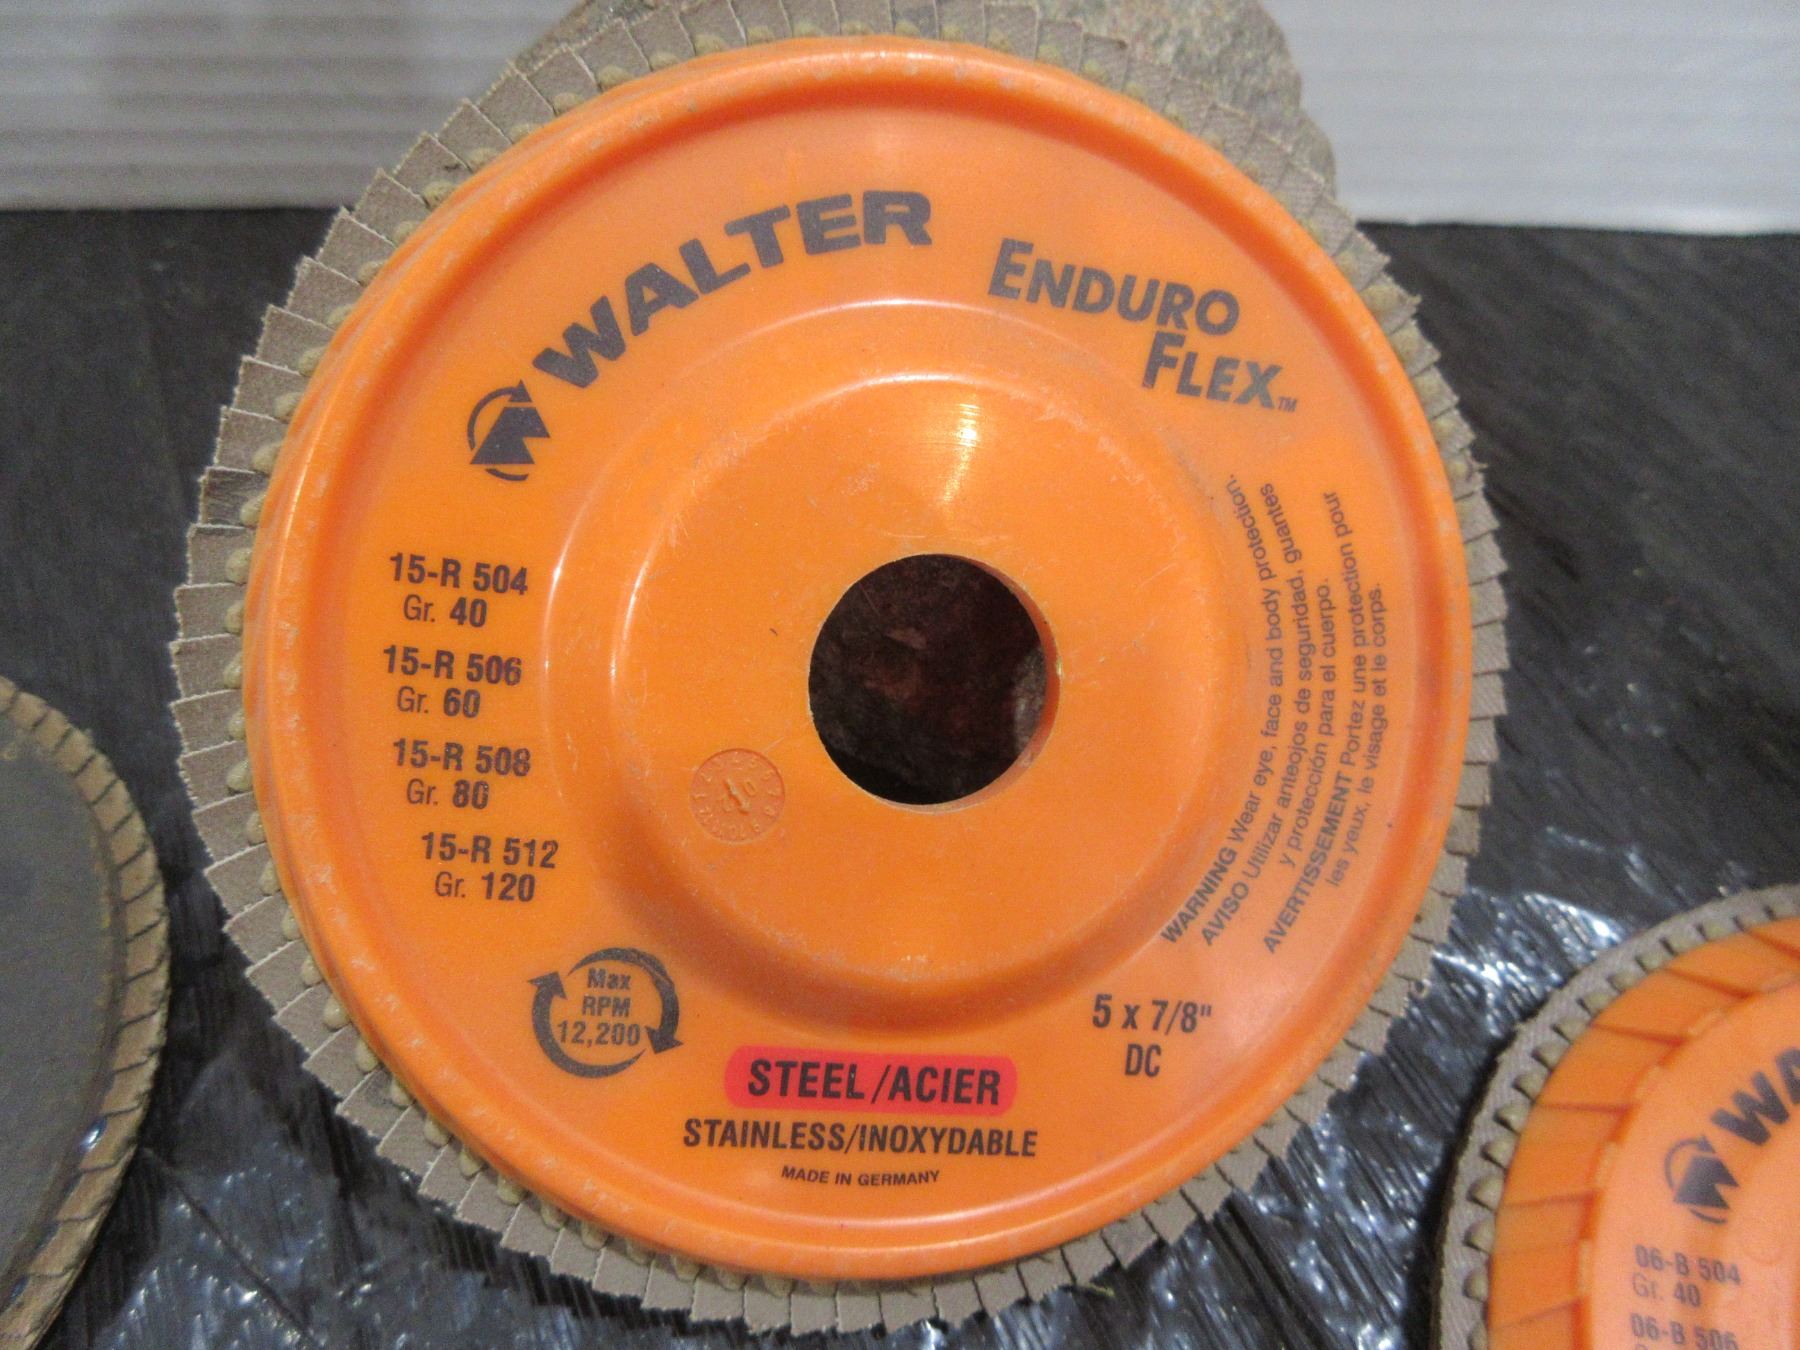 WALTER
ENDURO
FLEX™
15-R 504
Gr. 40
15-R 506
Gr. 60
15-R 508
Gr. 80
15-R 512
Gr. 120
WARNING Wear eye, face and body protection.
AVISO Utilizar anteojos de seguridad, guantes
y protección para el cuerpo.
AVERTISSEMENT Portez une protection pour
les yeux, le visage et le corps.
Max
RPM
12,200
5 x 7/8"
DC
STEEL/ACIER
STAINLESS/INOXYDABLE
MADE IN GERMANY
WA
06-B 504
Gr. 40
06-B 506